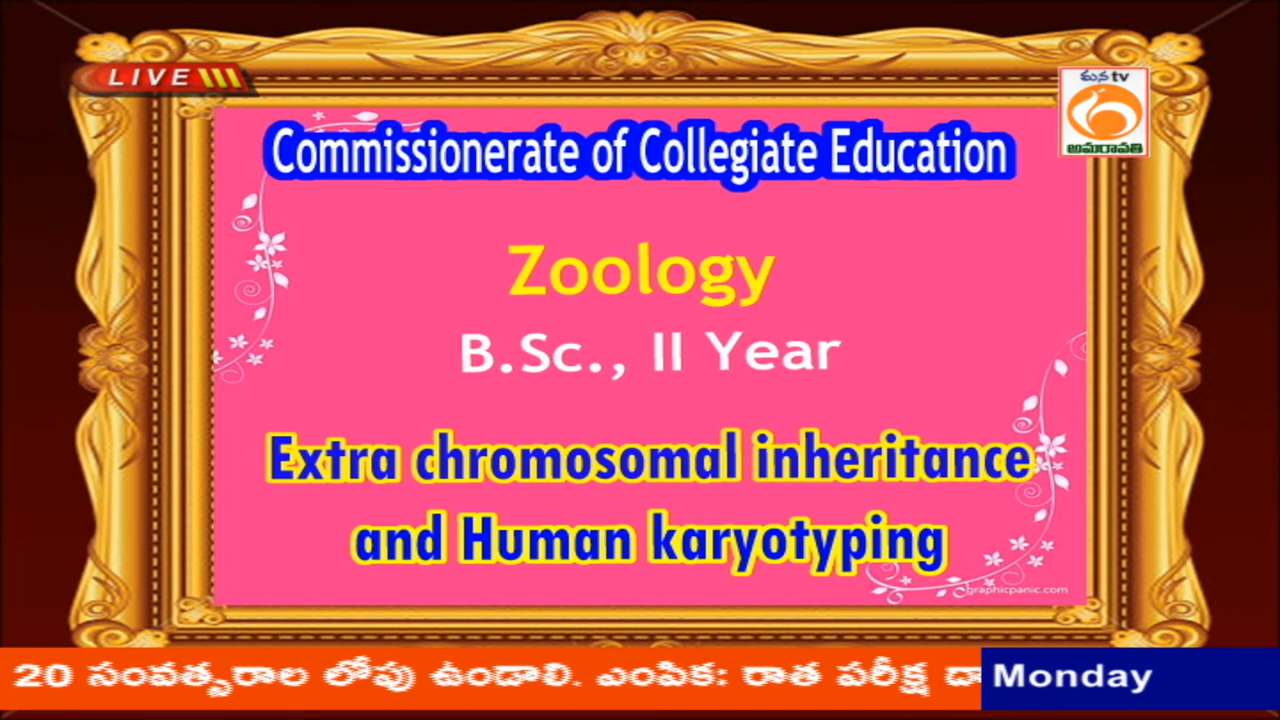 LIVE
మన tv
అమరావతి
Commissionerate of Collegiate Education
Zoology
B.Sc., II Year
Extra chromosomal inheritance
and Human karyotyping
graphicpanic.com
20 సంవత్సరాల లోపు ఉండాలి. ఎంపిక: రాత పరీక్ష
Monday